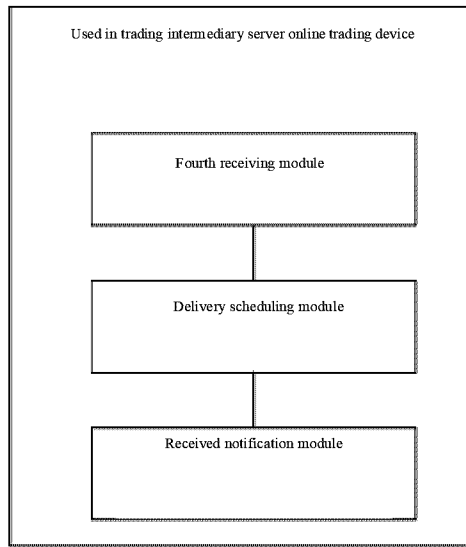 Used in trading intermediary server online trading device
Fourth receiving module
Delivery scheduling module
Received notification module